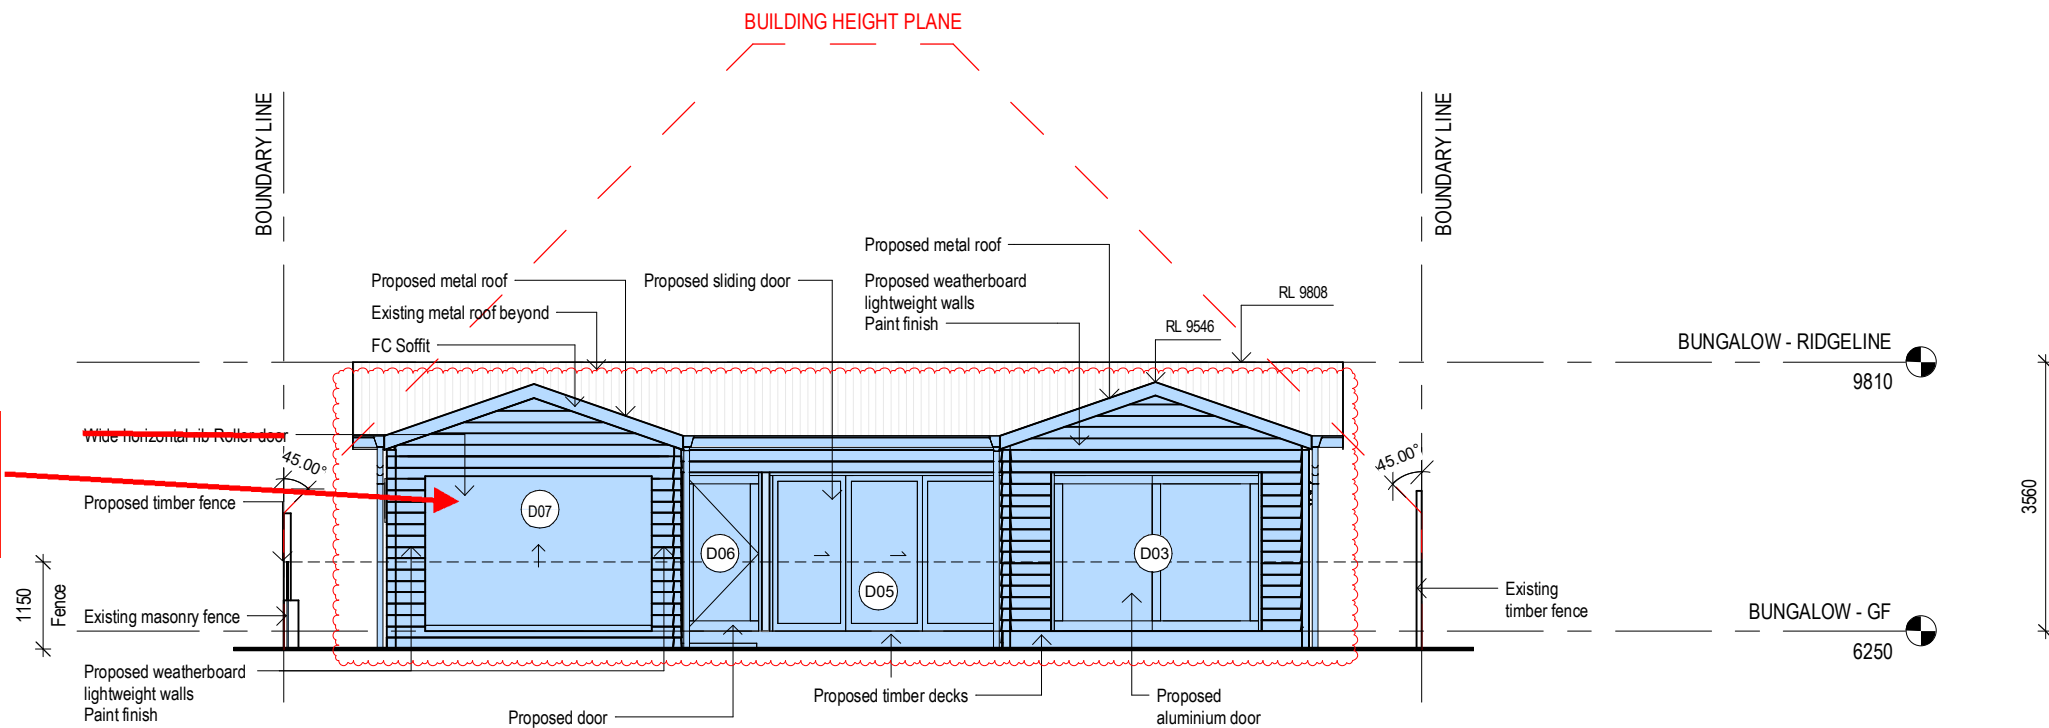 BUILDING HEIGHT PLANE
BOUNDARY LINE
BOUNDARY LINE
Proposed metal roof
Proposed metal roof
Existing metal roof beyond
FC Soffit
Proposed sliding door
Proposed weatherboard
lightweight walls
Paint finish
RL 9808
RL 9546
BUNGALOW - RIDGELINE
9810
Wide horizontal rib Roller door
45.00°
45.00°
Proposed timber fence
D07
D06
D05
D03
3560
1150
Fence
Existing masonry fence
Existing
timber fence
BUNGALOW - GF
6250
Proposed weatherboard
lightweight walls
Paint finish
Proposed door
Proposed timber decks
Proposed
aluminium door